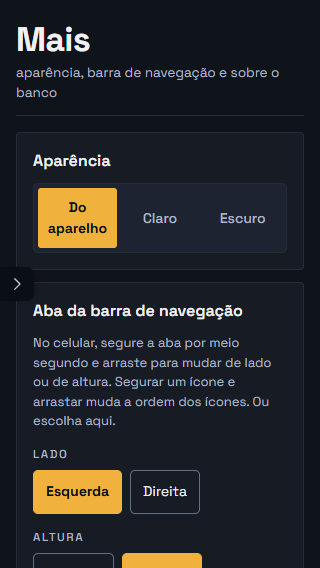 Mais
aparência, barra de navegação e sobre o
banco
Aparência
Do
aparelho
Claro
Escuro
Aba da barra de navegação
No celular, segure a aba por meio
segundo e arraste para mudar de lado
ou de altura. Segurar um ícone e
arrastar muda a ordem dos ícones. Ou
escolha aqui.
LADO
Esquerda
Direita
ALTURA